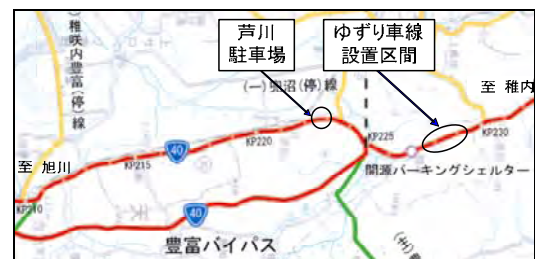 芦川
駐車場
ゆずり車線
設置区間
(一)稚咲内豊富(停)線
(一)兜沼(停)線
至 稚内
至 旭川
KP210
KP215
KP220
KP225
KP230
40
40
開源パーキングシェルター
豊富バイパス